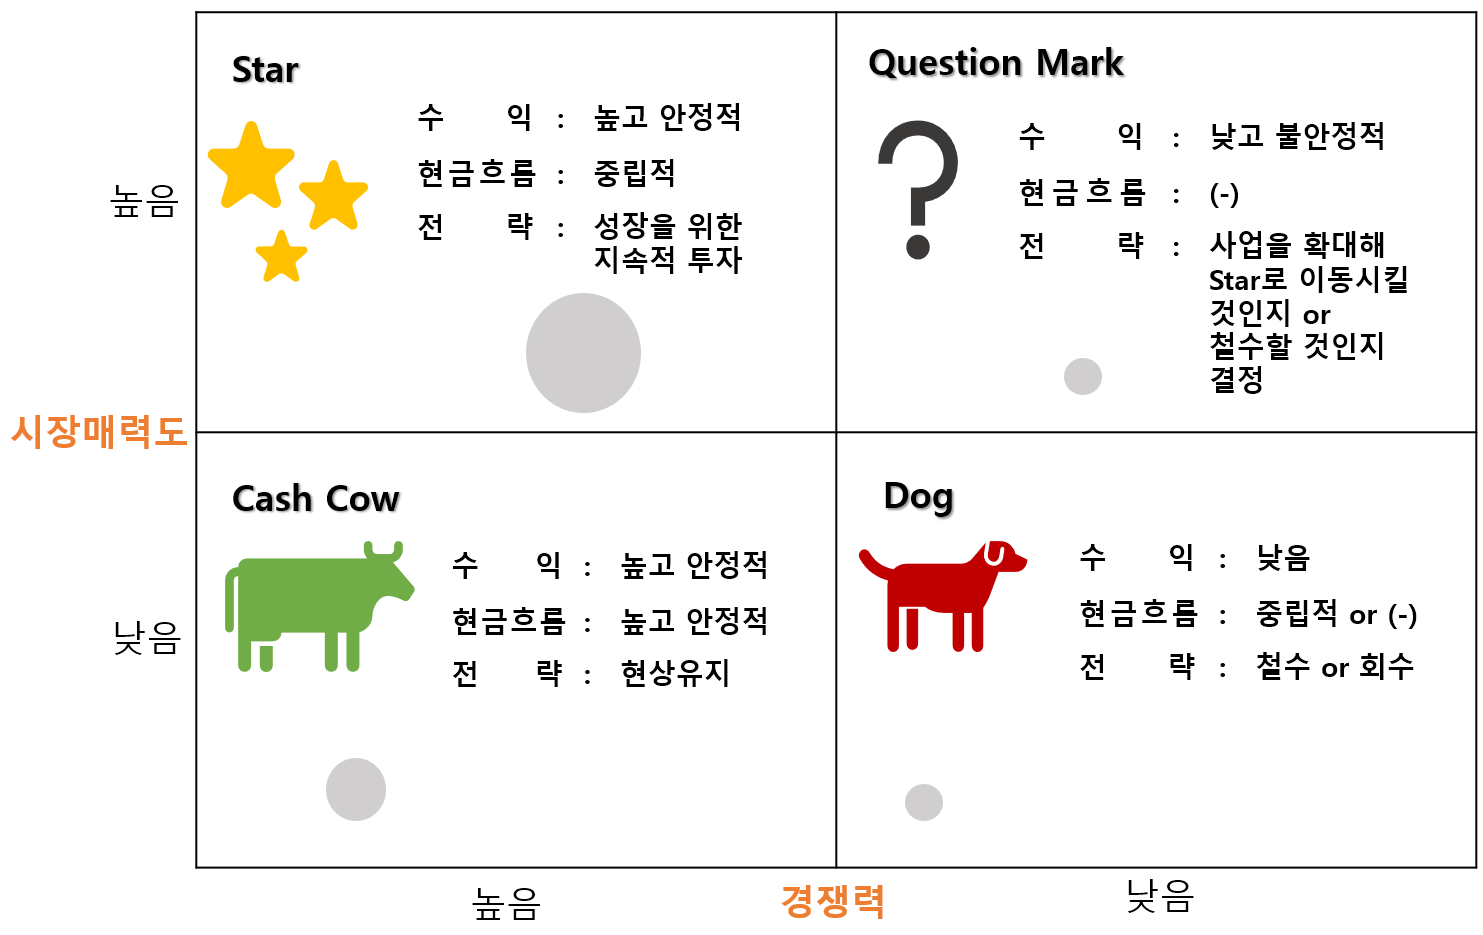 Star
수 익 : 높고 안정적
현금흐름 : 중립적
전 략 : 성장을 위한
지속적 투자
Question Mark
수 익 : 낮고 불안정적
현금흐름 : (-)
전 략 : 사업을 확대해
Star로 이동시킬
것인지 or
철수할 것인지
결정
높음
시장매력도
낮음
Cash Cow
수 익 : 높고 안정적
현금흐름 : 높고 안정적
전 략 : 현상유지
Dog
수 익 : 낮음
현금흐름 : 중립적 or (-)
전 략 : 철수 or 회수
높음
경쟁력
낮음